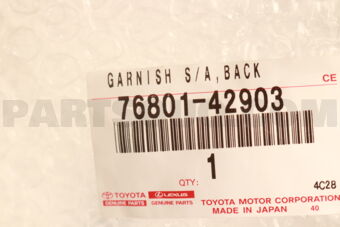 GARNISH S/A, BACK
CE
76801-42903
1
QTY:
4C28
TOYOTA
GENUINE PARTS
LEXUS
GENUINE PARTS
TOYOTA MOTOR CORPORATION
MADE IN JAPAN 40